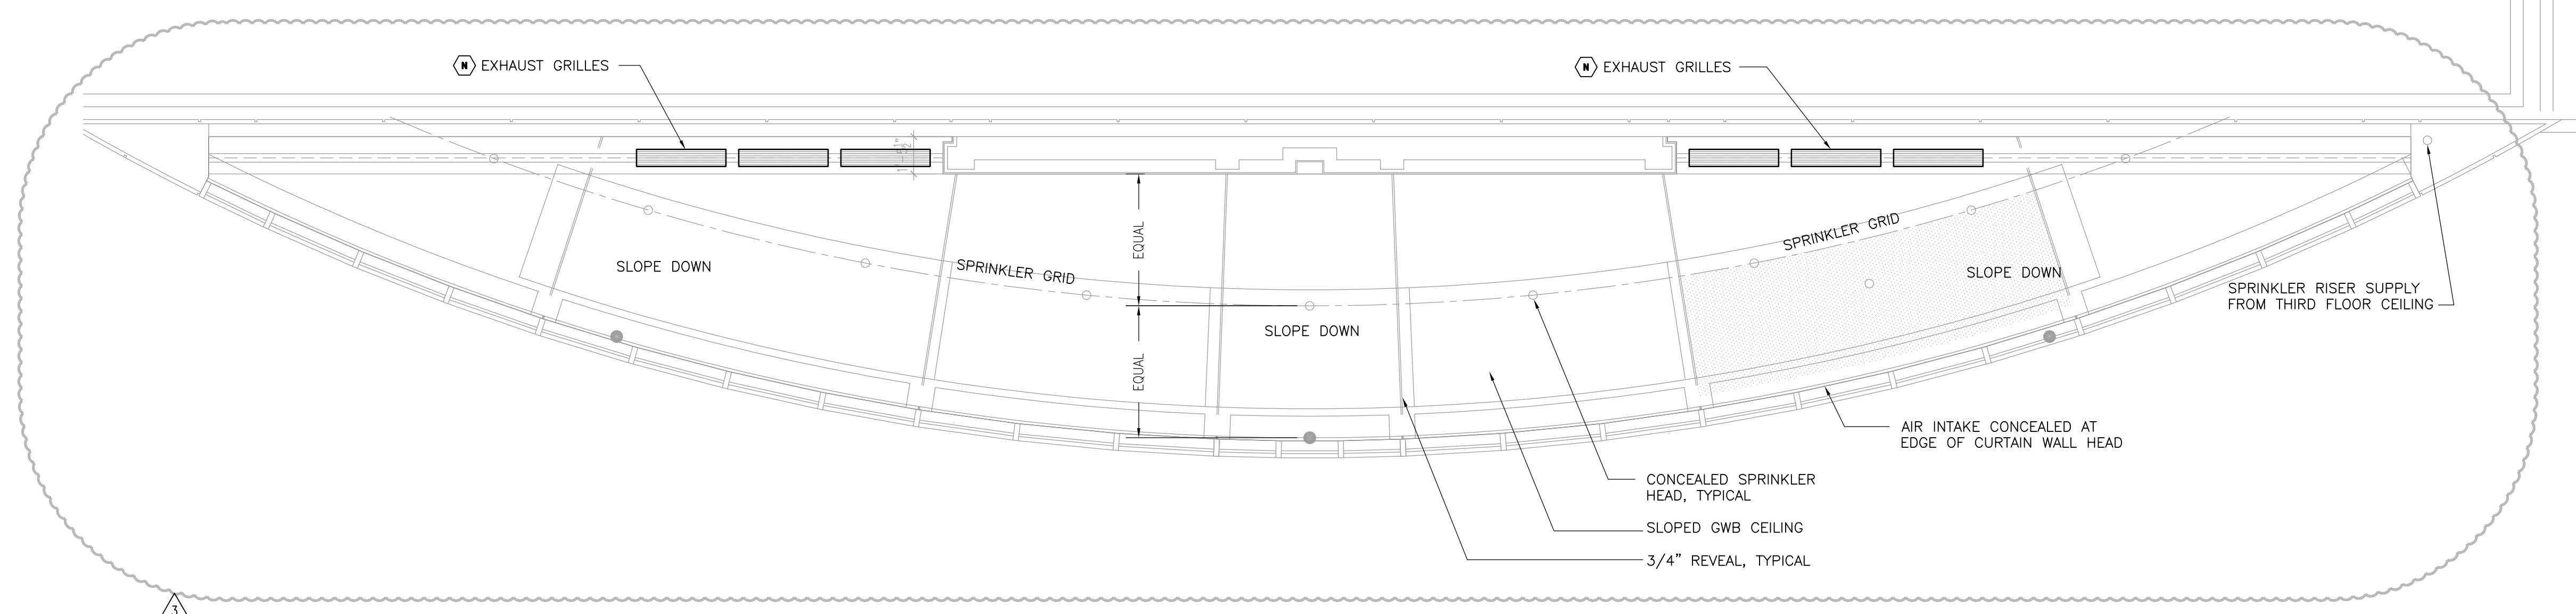 N EXHAUST GRILLES
N EXHAUST GRILLES
EQUAL
SPRINKLER GRID
SPRINKLER GRID
SLOPE DOWN
SLOPE DOWN
SLOPE DOWN
SPRINKLER RISER SUPPLY
FROM THIRD FLOOR CEILING
EQUAL
AIR INTAKE CONCEALED AT
EDGE OF CURTAIN WALL HEAD
CONCEALED SPRINKLER
HEAD, TYPICAL
SLOPED GWB CEILING
3/4” REVEAL, TYPICAL
3